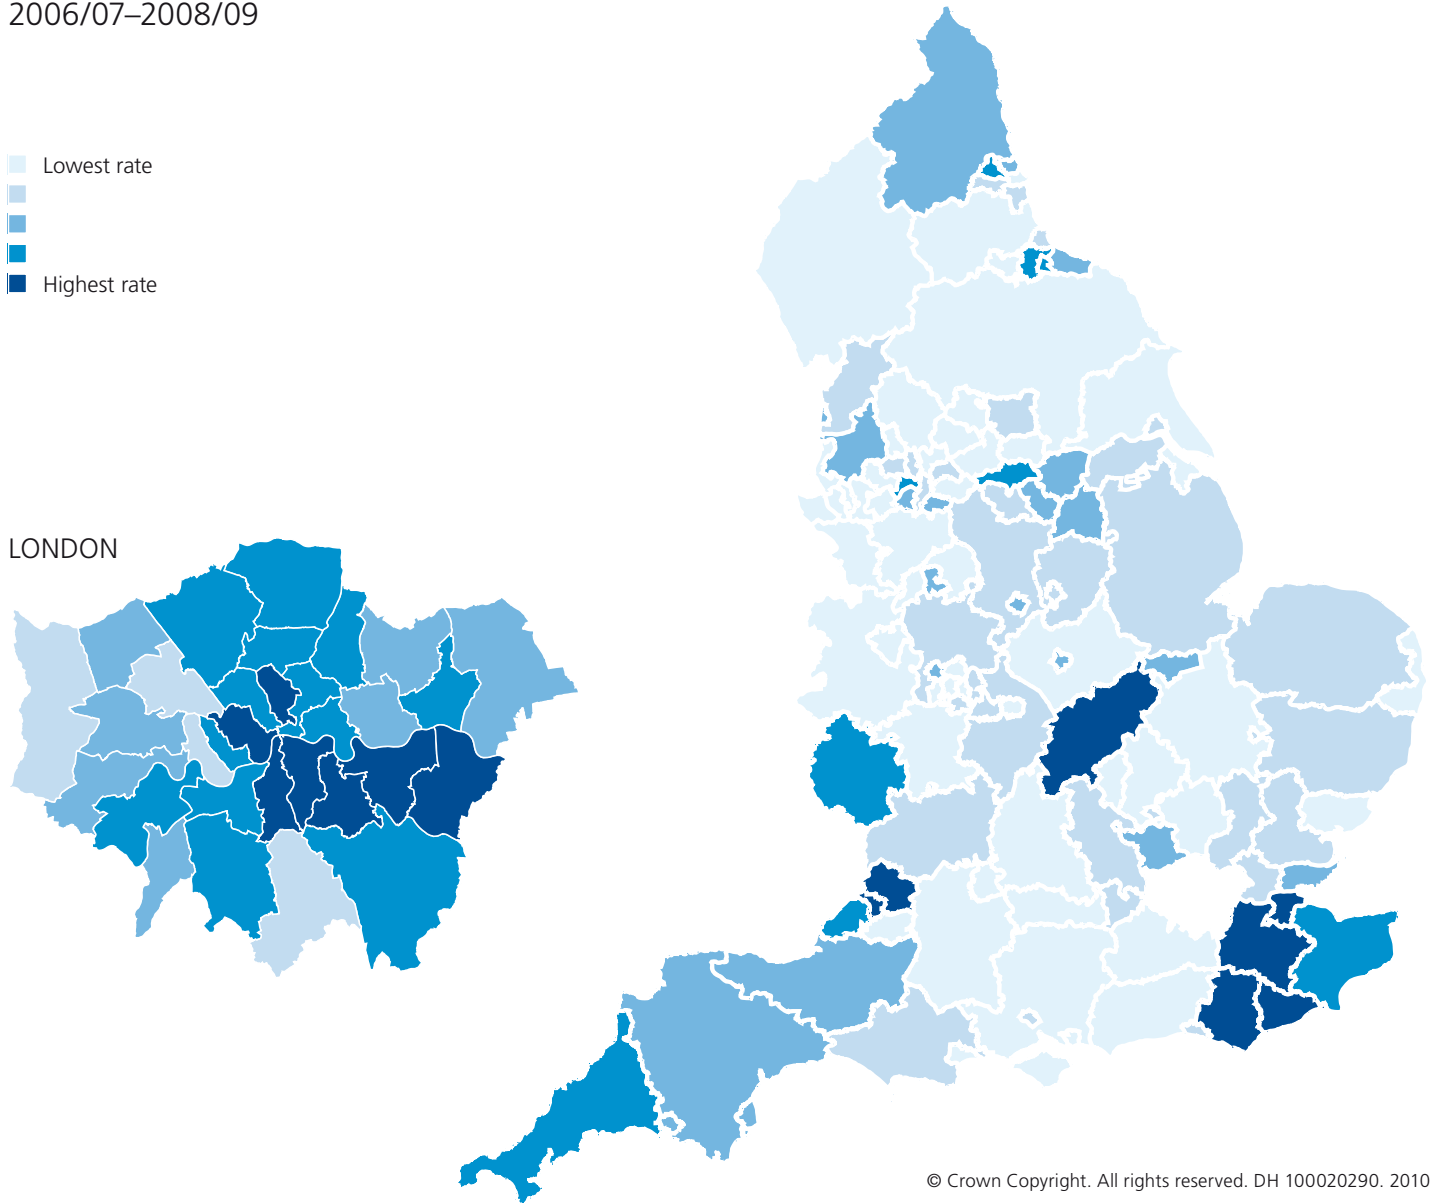 2006/07–2008/09
Lowest rate
Highest rate
LONDON
© Crown Copyright. All rights reserved. DH 100020290. 2010